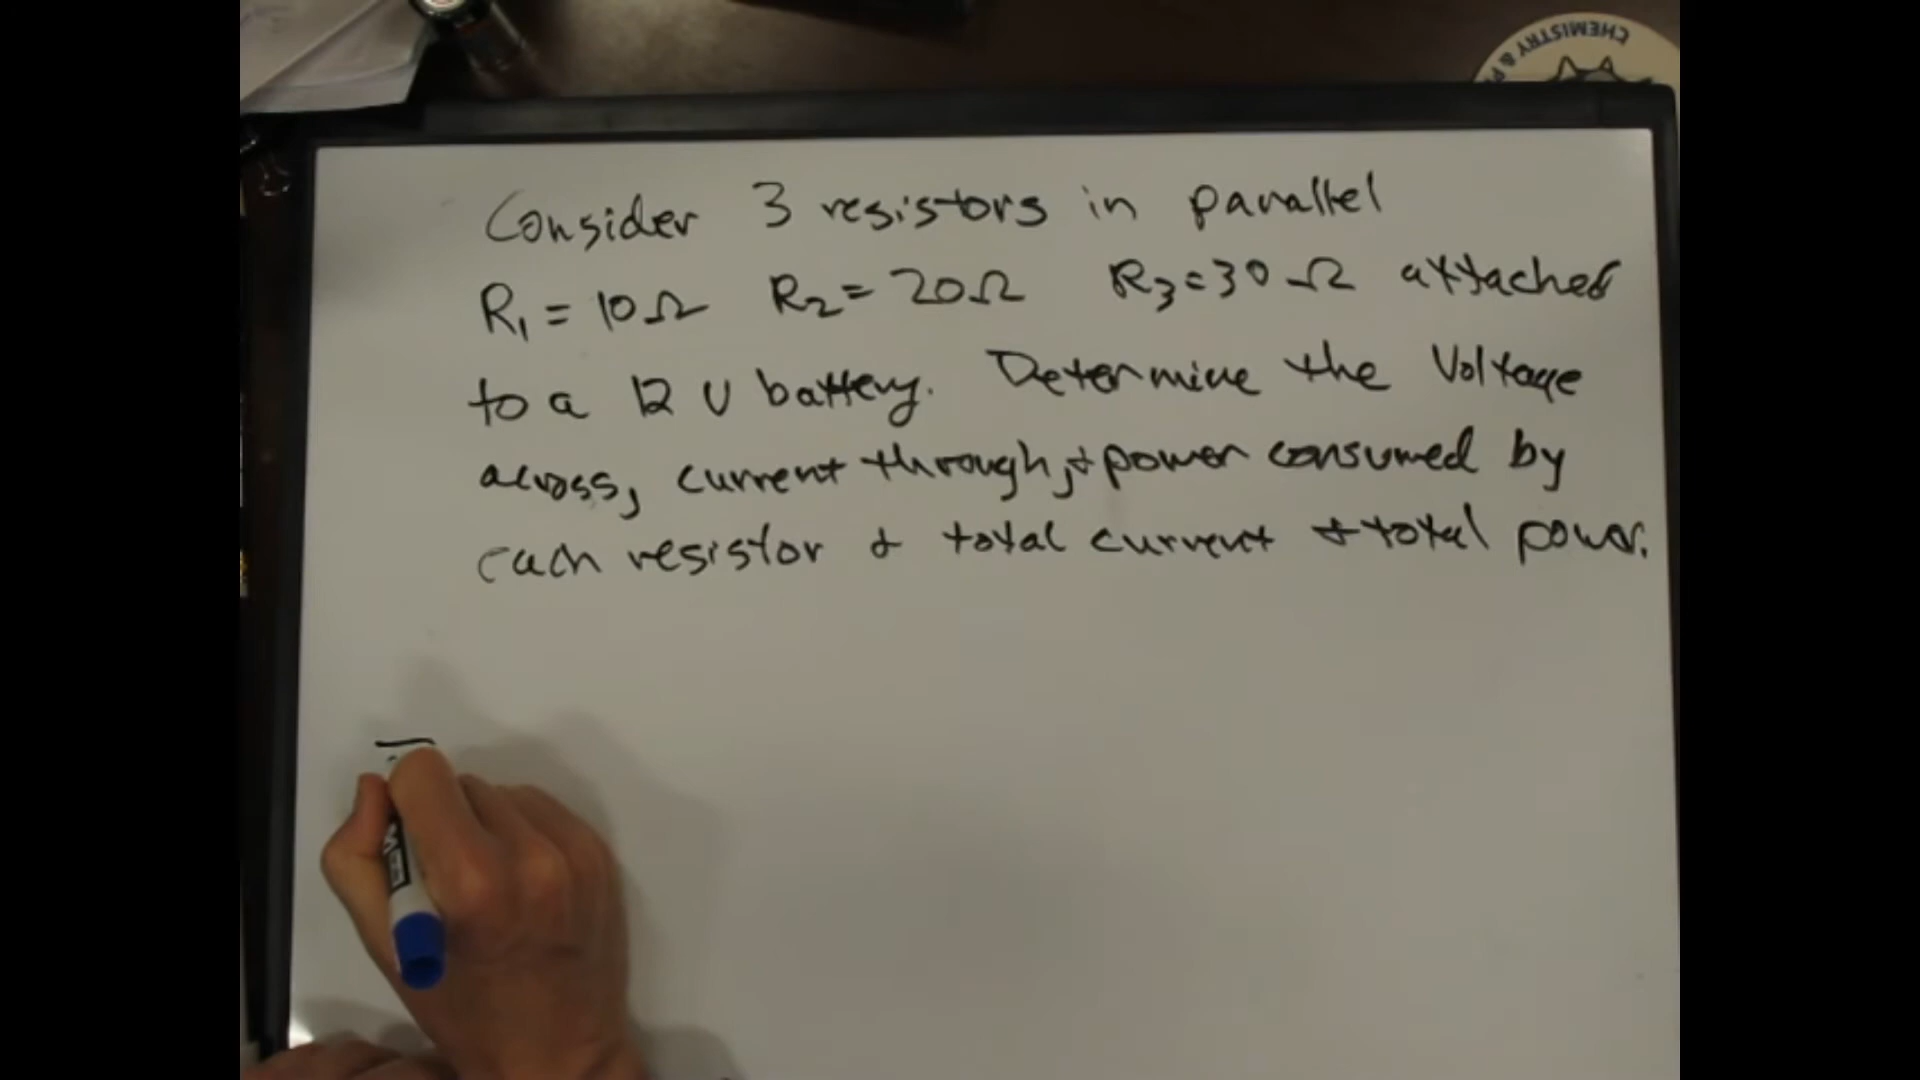 CHEMISTRY & P
Consider 3 resistors in parallel
R₁ = 10Ω R₂ = 20Ω R₃ = 30Ω attached
to a 12 V battery. Determine the Voltage
across, current through, & power consumed by
each resistor & total current & total power.